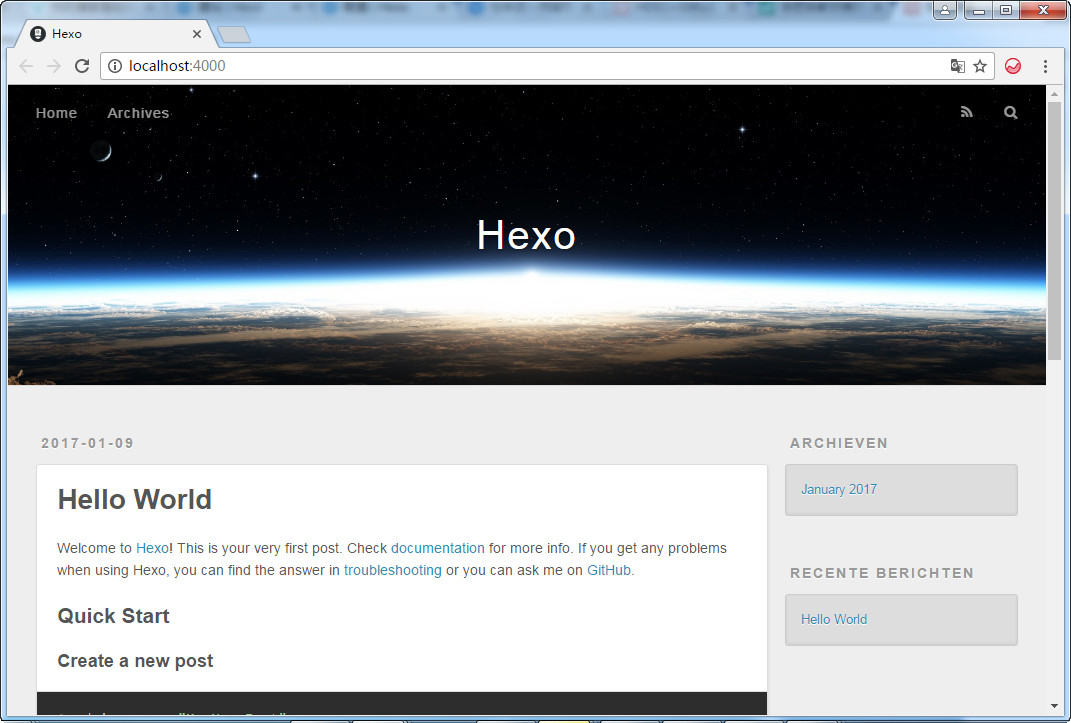 Hexo
localhost:4000
Home Archives
Hexo
2017-01-09
Hello World
Welcome to Hexo! This is your very first post. Check documentation for more info. If you get any problems
when using Hexo, you can find the answer in troubleshooting or you can ask me on GitHub.
Quick Start
Create a new post
ARCHIEVEN
January 2017
RECENTE BERICHTEN
Hello World